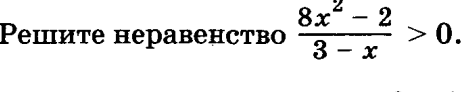 Решите неравенство (8x² − 2)/(3 − x) > 0.